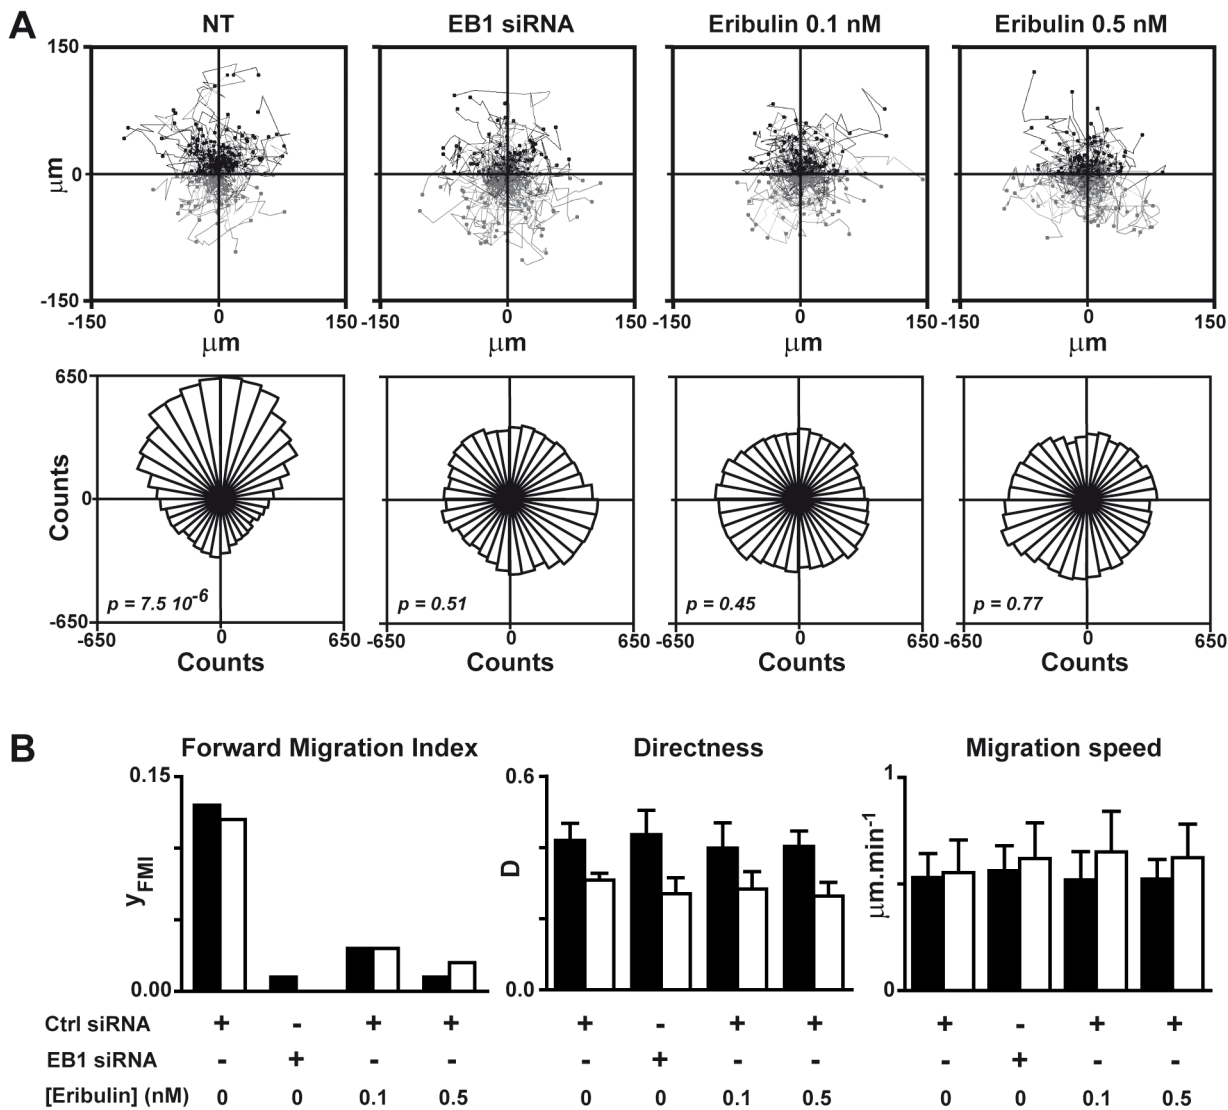 A
NT EB1 siRNA Eribulin 0.1 nM Eribulin 0.5 nM
150
μm
0
-150
-150 0 150 -150 0 150 -150 0 150 -150 0 150
μm μm μm μm
650
Counts
0
p = 7.5 10-6 p = 0.51 p = 0.45 p = 0.77
-650
-650 0 650 -650 0 650 -650 0 650 -650 0 650
Counts Counts Counts Counts
B
Forward Migration Index Directness Migration speed
0.15 0.6 1
yFMI D μm.min-1
0.00 0.0 0
Ctrl siRNA + - + + + - + + + - + +
EB1 siRNA - + - - - + - - - + - -
[Eribulin] (nM) 0 0 0.1 0.5 0 0 0.1 0.5 0 0 0.1 0.5